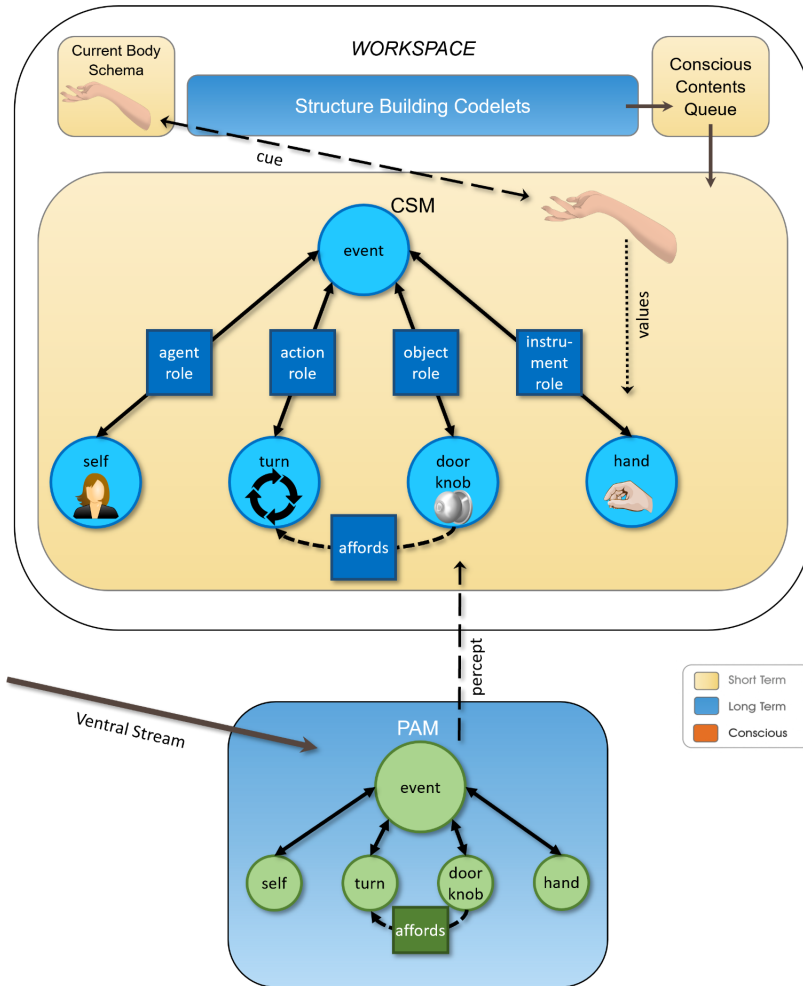 WORKSPACE
Current Body
Schema
Structure Building Codelets
Conscious
Contents
Queue
cue
CSM
event
values
agent
role
action
role
object
role
instru-
ment
role
self
turn
door
knob
hand
affords
percept
Ventral Stream
Short Term
Long Term
Conscious
PAM
event
self
turn
door
knob
hand
affords